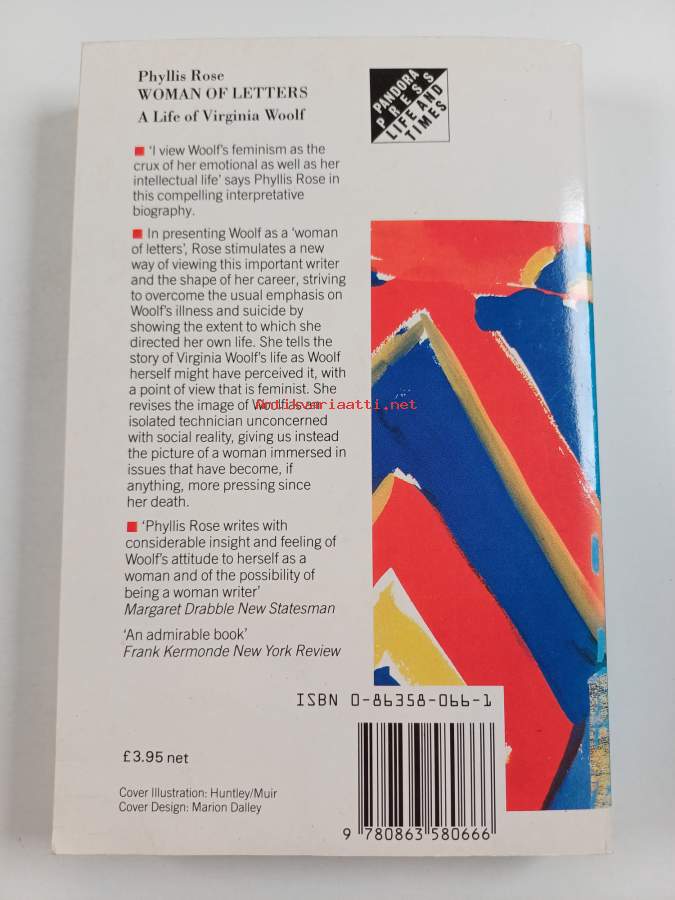 Phyllis Rose
WOMAN OF LETTERS
A Life of Virginia Woolf
PANDORA
PRESS
LIFE AND
TIMES
'I view Woolf's feminism as the
crux of her emotional as well as her
intellectual life' says Phyllis Rose in
this compelling interpretative
biography.
In presenting Woolf as a 'woman
of letters', Rose stimulates a new
way of viewing this important writer
and the shape of her career, striving
to overcome the usual emphasis on
Woolf's illness and suicide by
showing the extent to which she
directed her own life. She tells the
story of Virginia Woolf's life as Woolf
herself might have perceived it, with
a point of view that is feminist. She
revises the image of Woolf as an
Antikvariaatti.net
isolated technician unconcerned
with social reality, giving us instead
the picture of a woman immersed in
issues that have become, if
anything, more pressing since
her death.
'Phyllis Rose writes with
considerable insight and feeling of
Woolf's attitude to herself as a
woman and of the possibility of
being a woman writer'
Margaret Drabble New Statesman
'An admirable book'
Frank Kermonde New York Review
ISBN 0-86358-066-1
£3.95 net
Cover Illustration: Huntley/Muir
Cover Design: Marion Dalley
9 780863 580666